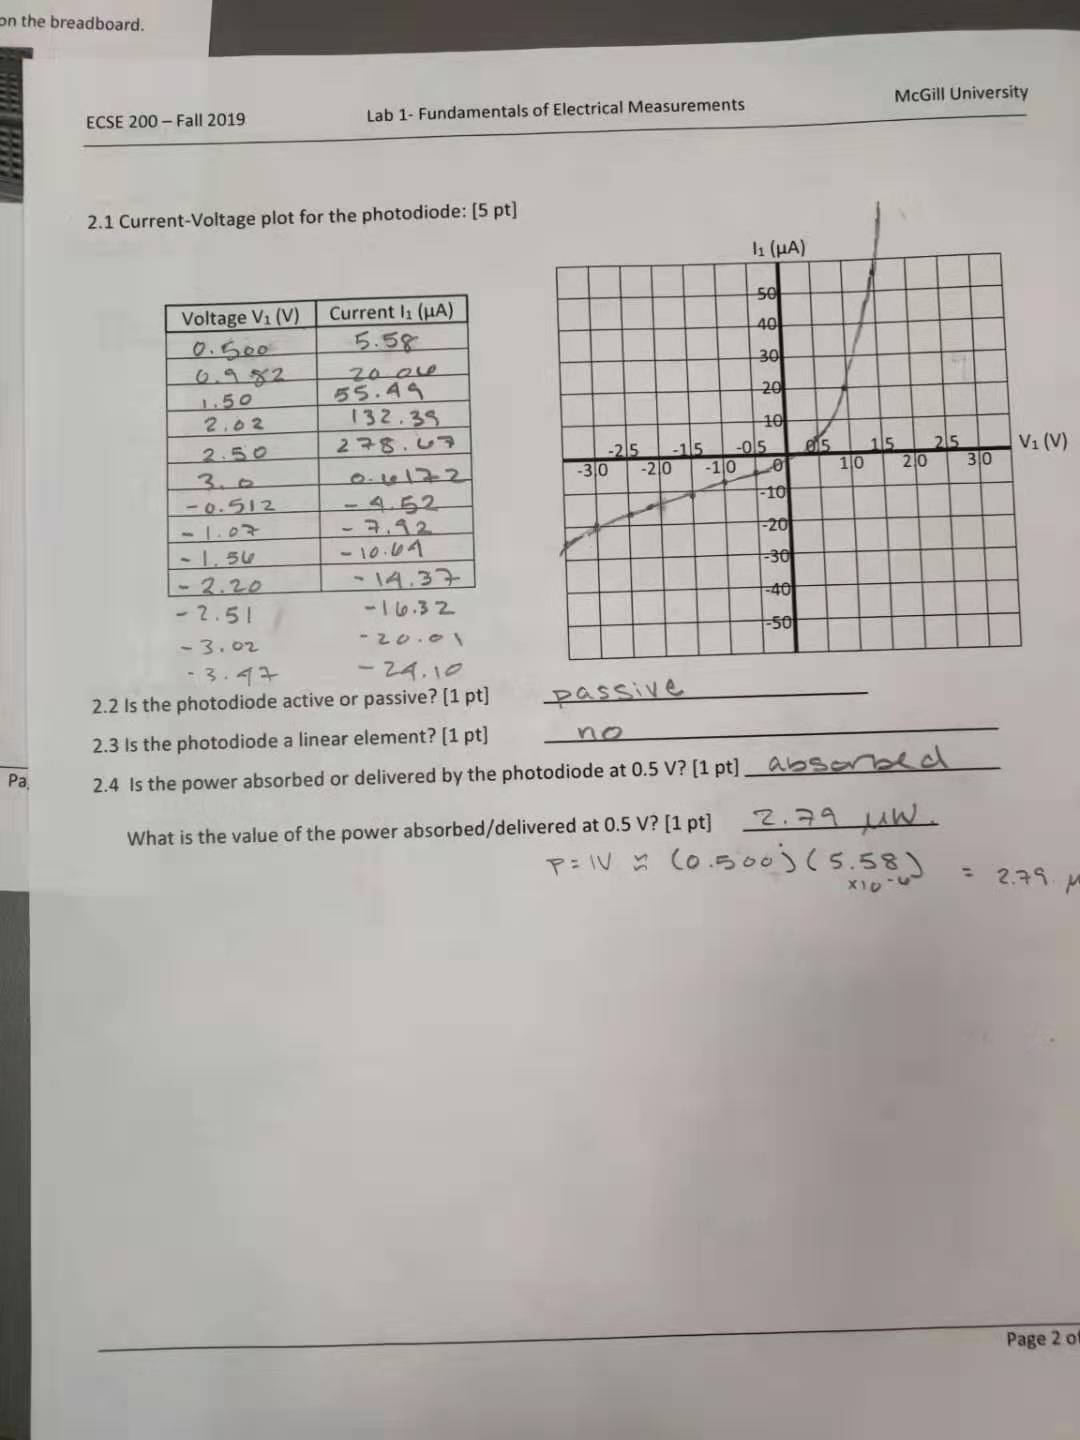 on the breadboard.
ECSE 200 – Fall 2019 Lab 1- Fundamentals of Electrical Measurements McGill University
2.1 Current-Voltage plot for the photodiode: [5 pt]
I₁ (μA)
50
40
30
20
10
-2.5 -1.5 -0.5 0.5 1.5 2.5 V₁ (V)
-3.0 -2.0 -1.0 0 1.0 2.0 3.0
-10
-20
-30
-40
-50
Voltage V₁ (V) Current I₁ (μA)
0.500 5.58
0.982 20.06
1.50 55.49
2.02 132.39
2.50 278.67
3.0 0.6172
-0.512 -4.52
-1.07 -7.92
-1.56 -10.64
-2.20 -14.37
-2.51 -16.32
-3.02 -20.01
-3.47 -24.10
2.2 Is the photodiode active or passive? [1 pt] passive
2.3 Is the photodiode a linear element? [1 pt] no
Pa
2.4 Is the power absorbed or delivered by the photodiode at 0.5 V? [1 pt] absorbed
What is the value of the power absorbed/delivered at 0.5 V? [1 pt] 2.79 μW.
P = IV = (0.500)(5.58) = 2.79 μ
x10-6
Page 2 of